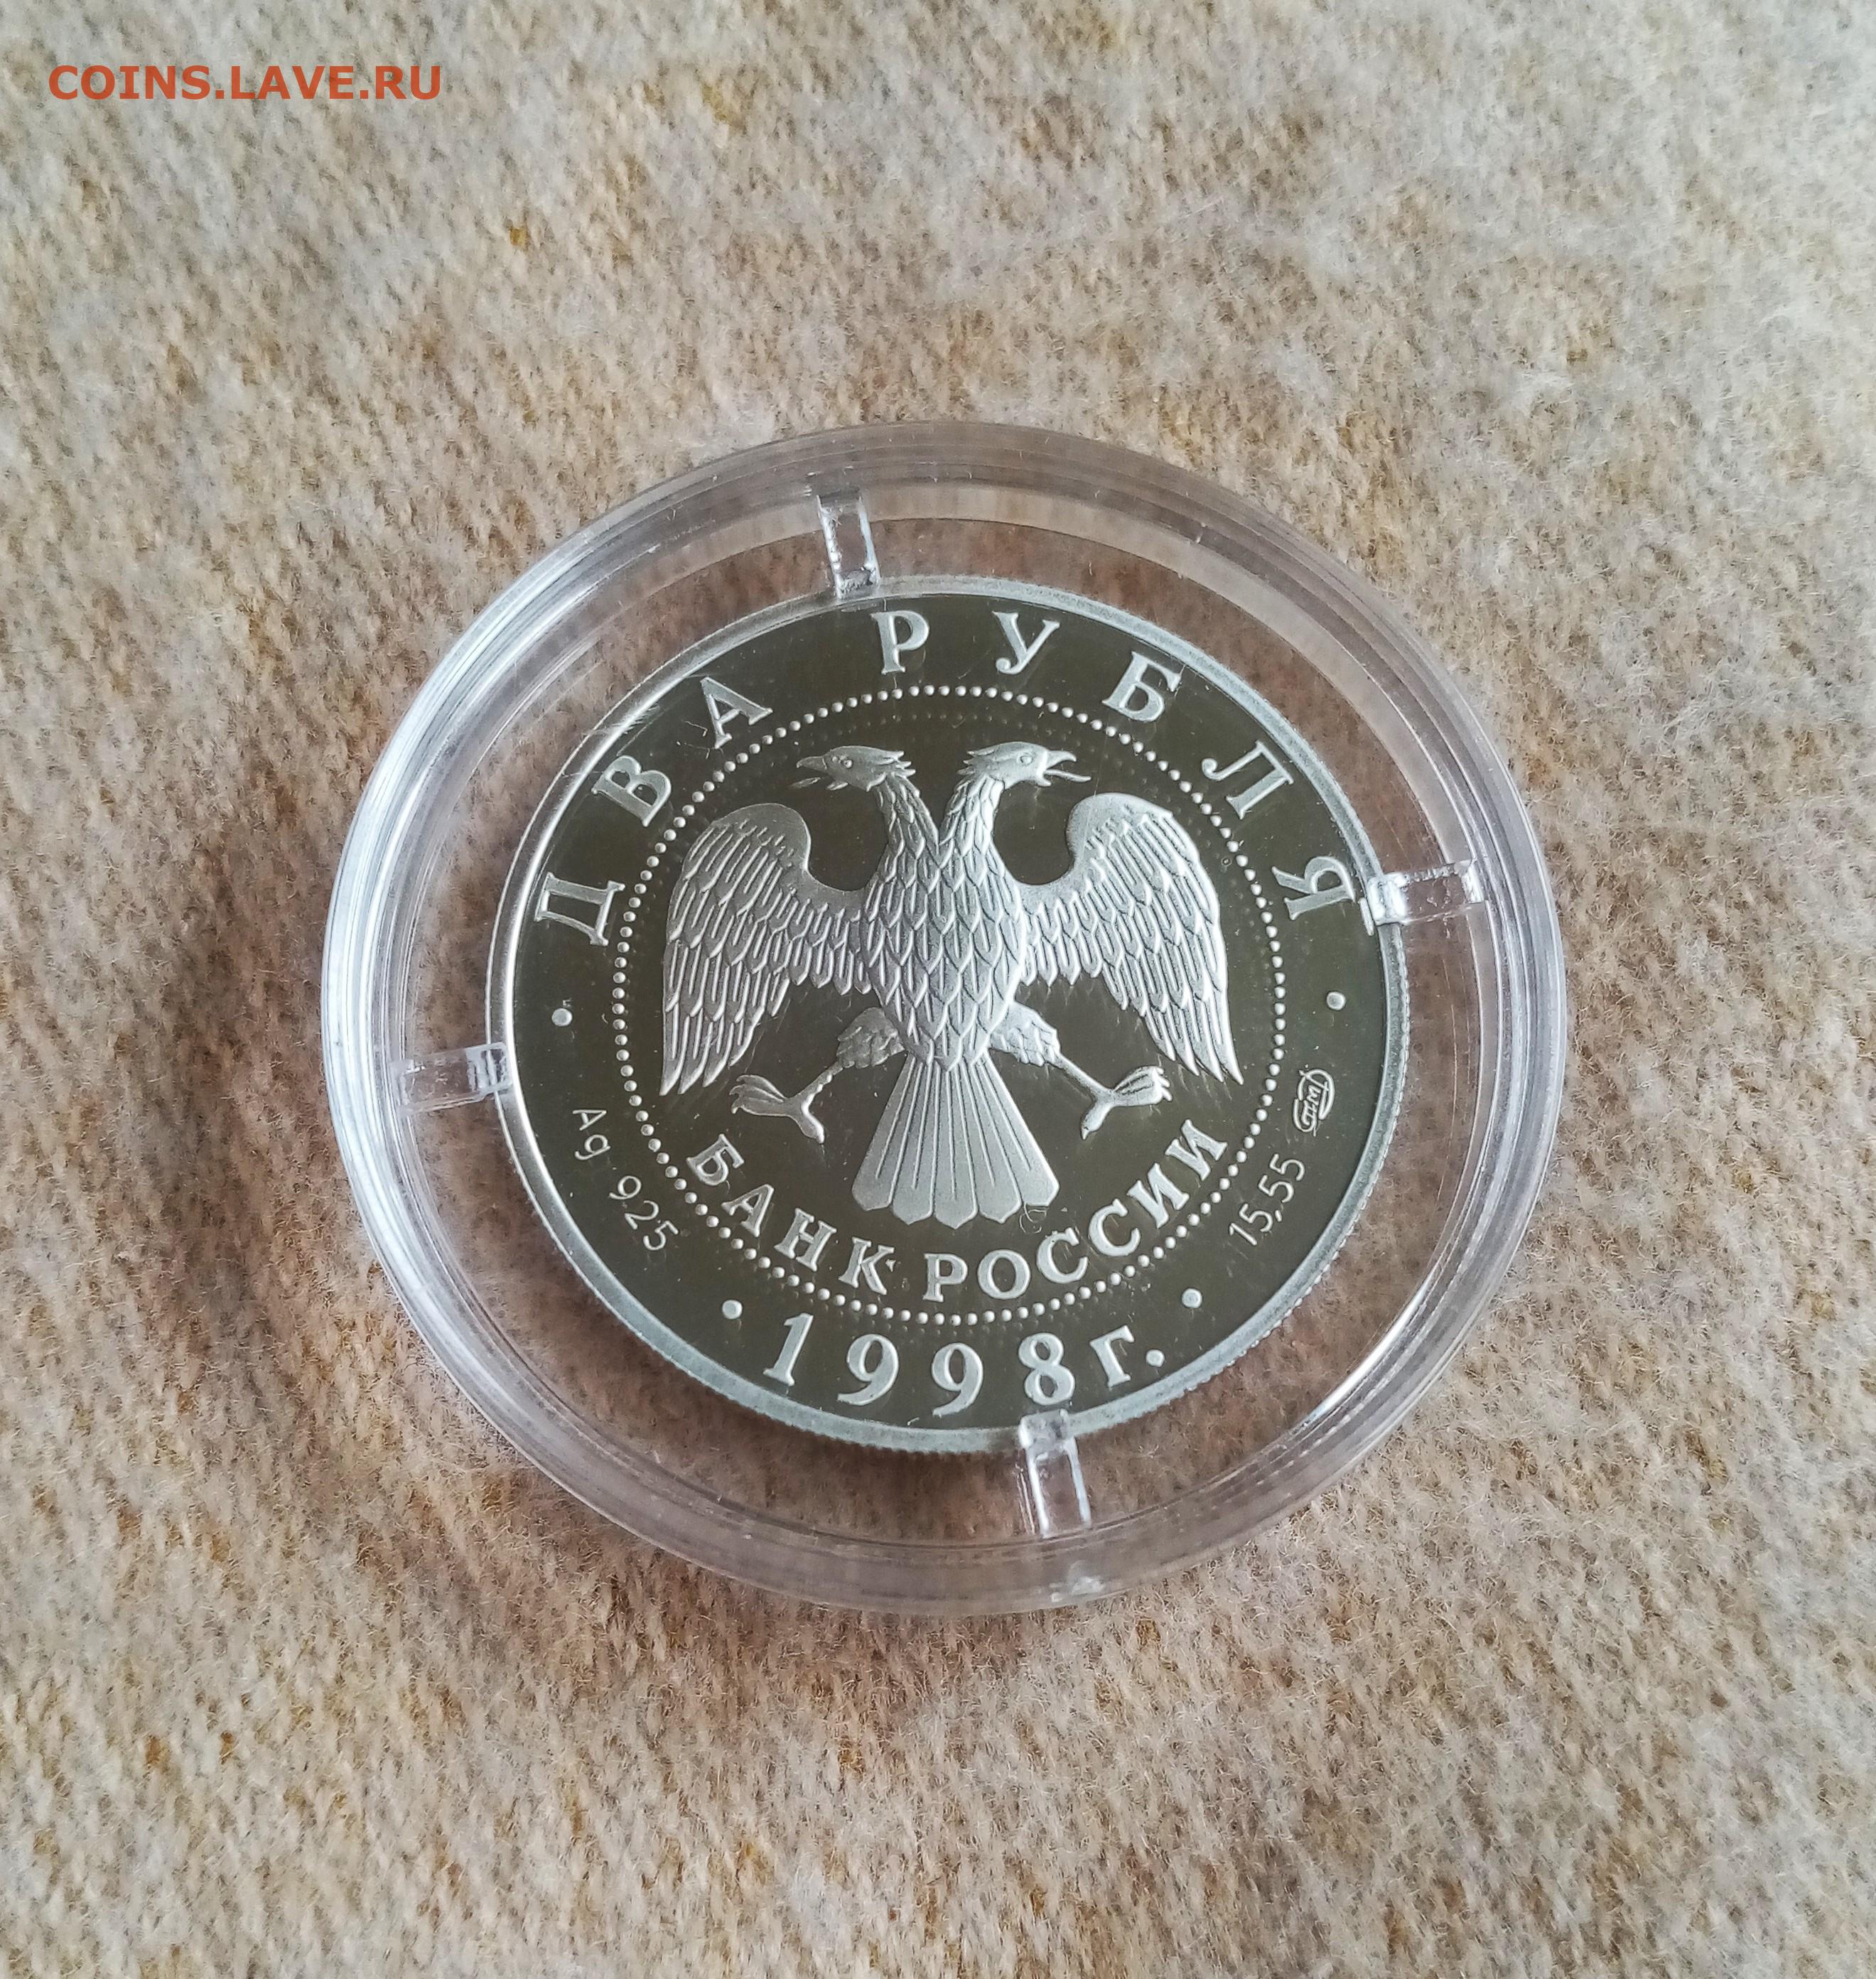 COINS.LAVE.RU
ДВА РУБЛЯ
БАНК РОССИИ
Ag 925
15,55
1998г.